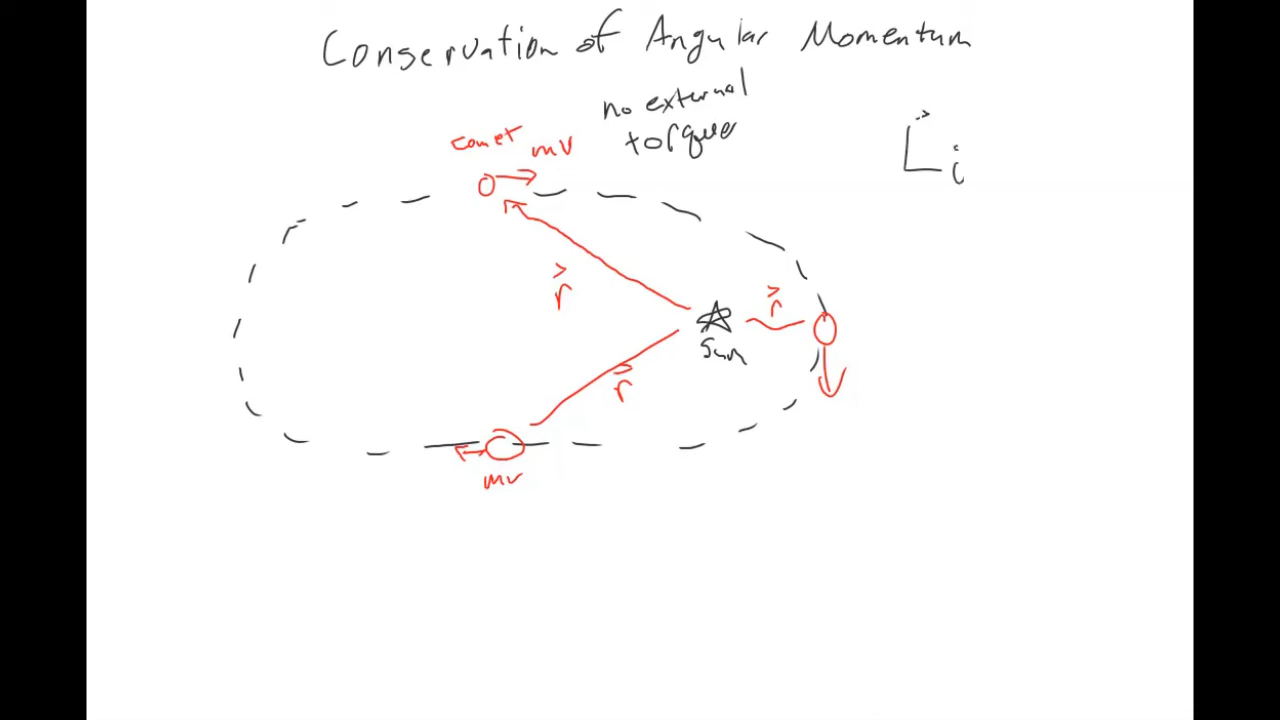 Conservation of Angular Momentum
no external
torque
comet mv
L⃗i
r⃗
r⃗
Sun
r⃗
mv